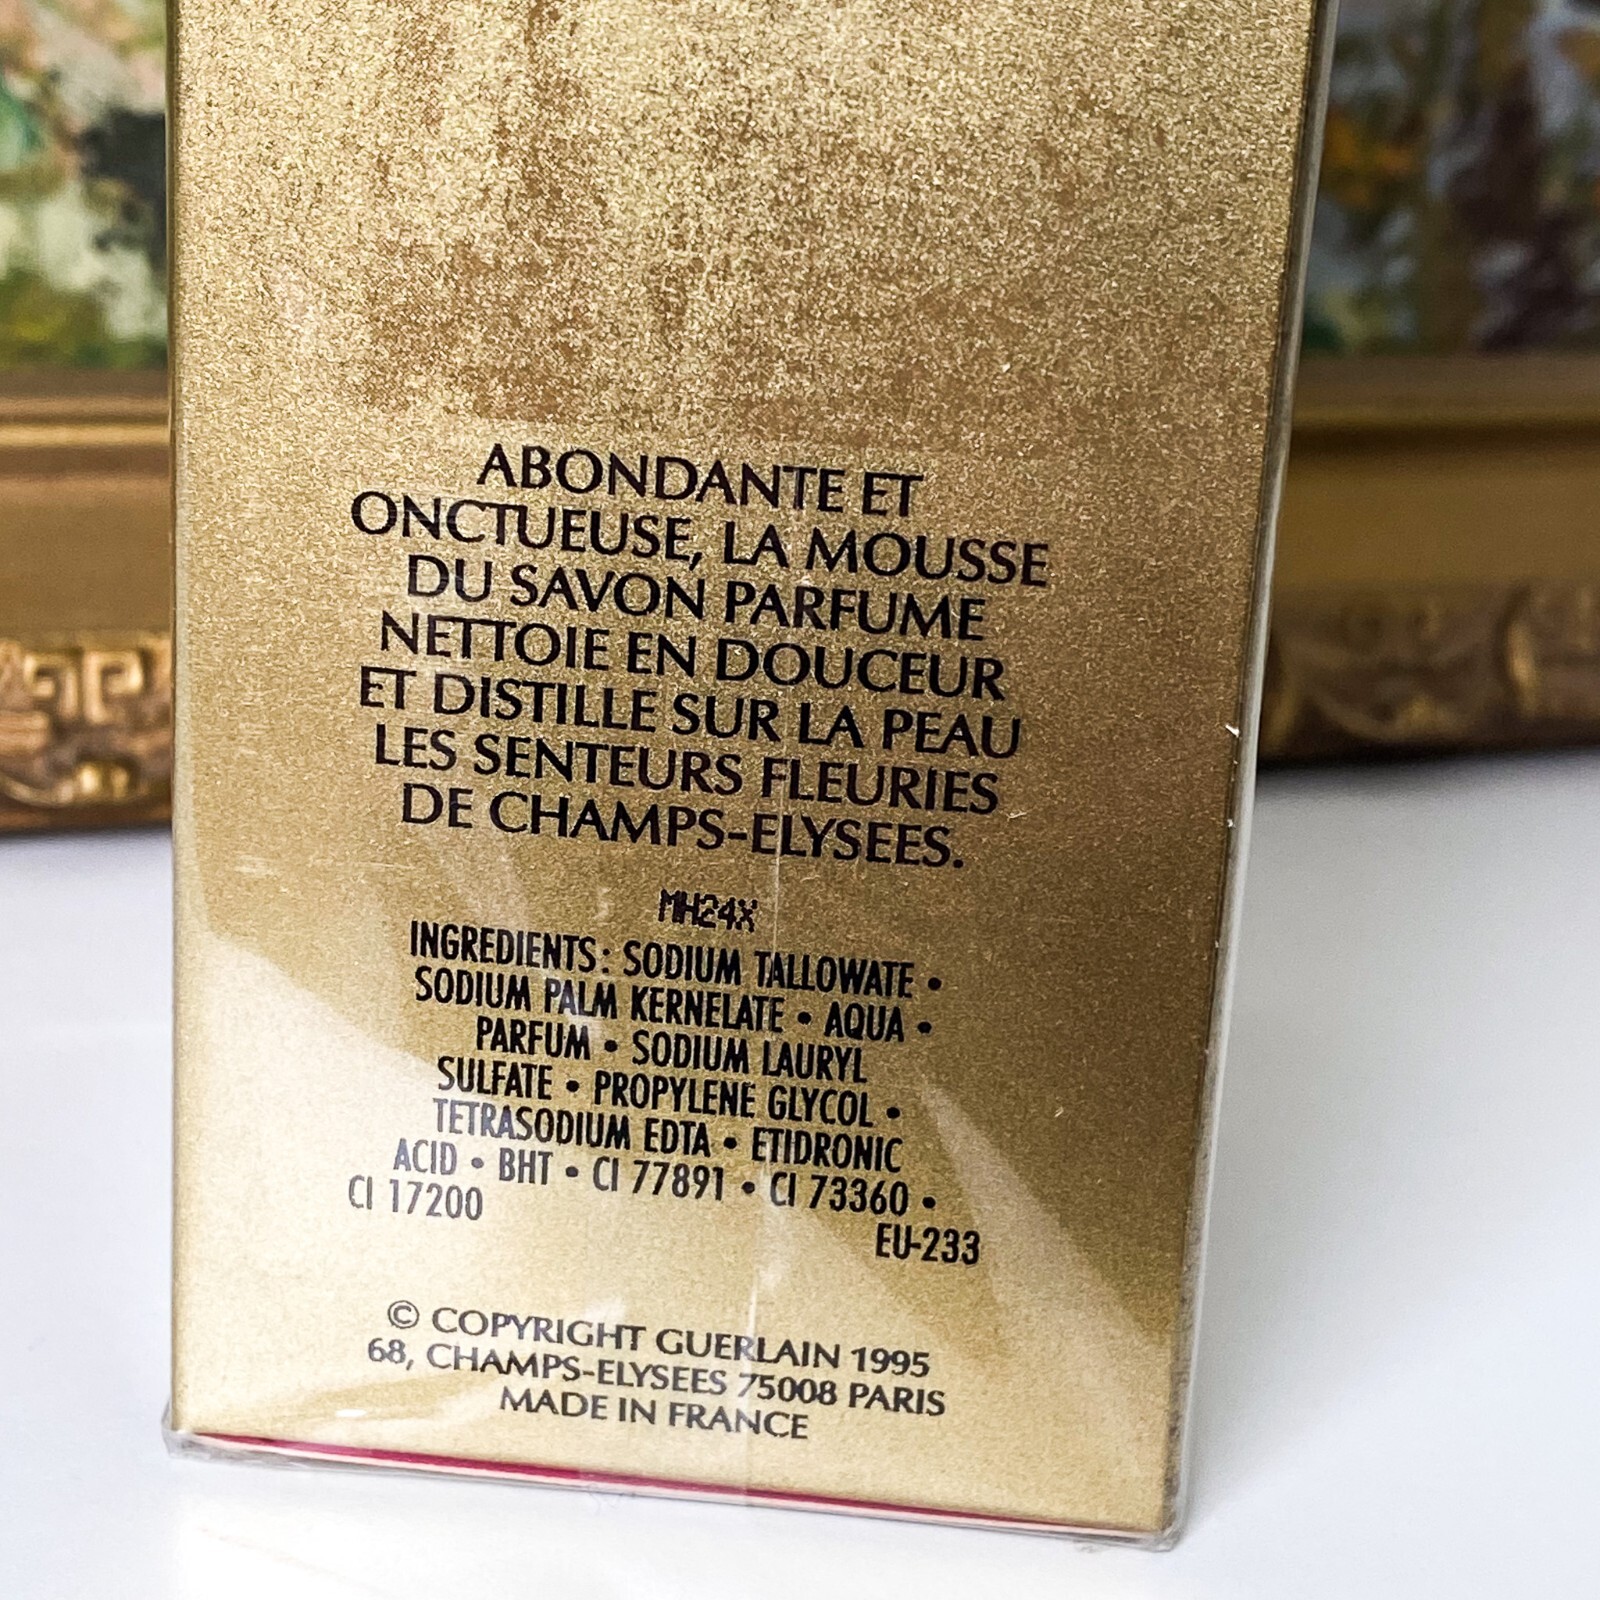 ABONDANTE ET
ONCTUEUSE, LA MOUSSE
DU SAVON PARFUME
NETTOIE EN DOUCEUR
ET DISTILLE SUR LA PEAU
LES SENTEURS FLEURIES
DE CHAMPS-ELYSEES.
MH24X
INGREDIENTS: SODIUM TALLOWATE •
SODIUM PALM KERNELATE • AQUA •
PARFUM • SODIUM LAURYL
SULFATE • PROPYLENE GLYCOL •
TETRASODIUM EDTA • ETIDRONIC
ACID • BHT • CI 77891 • CI 73360 •
CI 17200
EU-233
© COPYRIGHT GUERLAIN 1995
68, CHAMPS-ELYSEES 75008 PARIS
MADE IN FRANCE